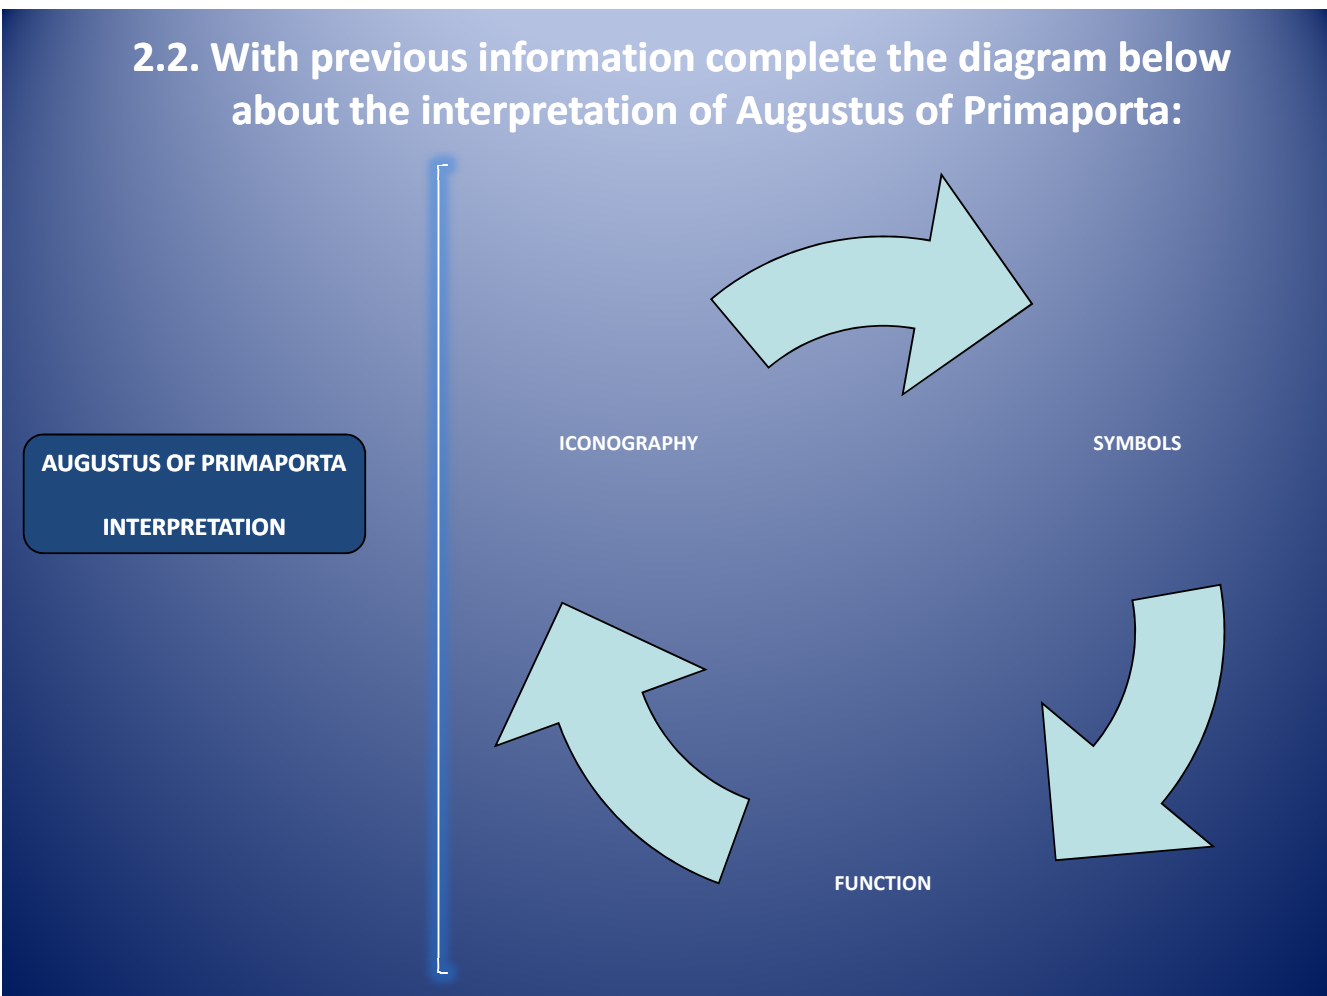 2.2. With previous information complete the diagram below
about the interpretation of Augustus of Primaporta:
AUGUSTUS OF PRIMAPORTA
INTERPRETATION
ICONOGRAPHY
SYMBOLS
FUNCTION